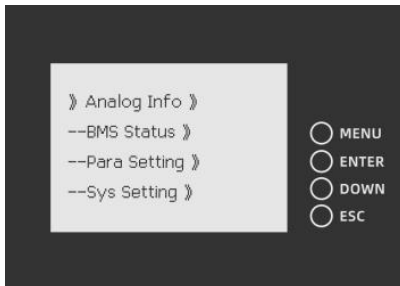 》 Analog Info 》
--BMS Status 》
--Para Setting 》
--Sys Setting 》
MENU
ENTER
DOWN
ESC